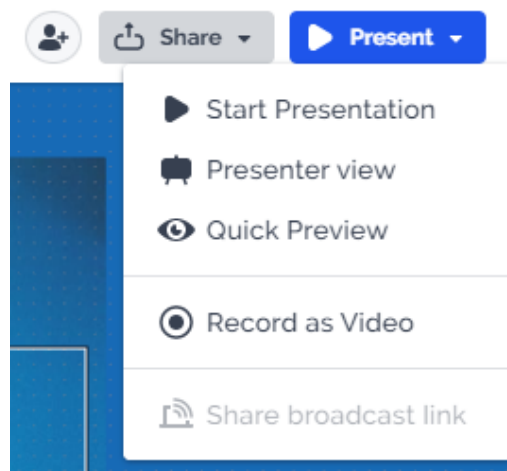 Share
Present
Start Presentation
Presenter view
Quick Preview
Record as Video
Share broadcast link